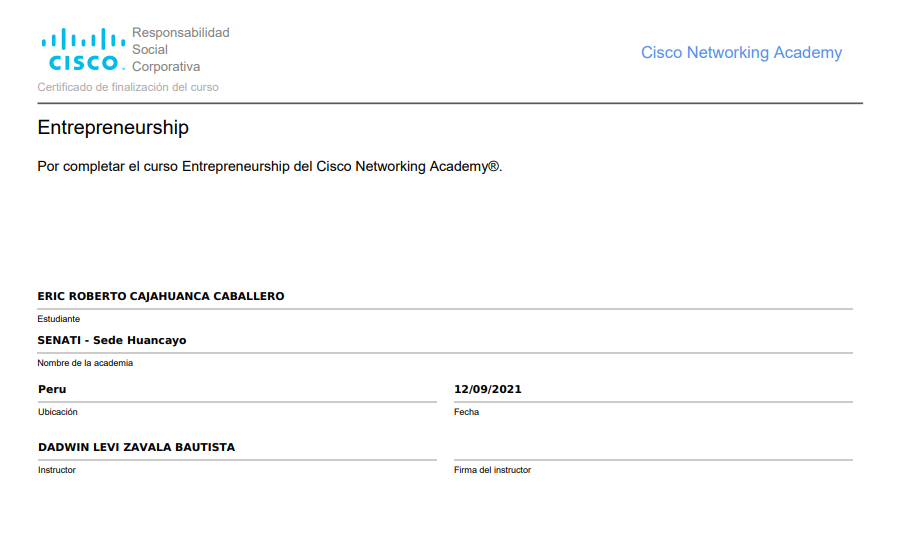 CISCO
Responsabilidad
Social
Corporativa
Cisco Networking Academy
Certificado de finalización del curso
Entrepreneurship
Por completar el curso Entrepreneurship del Cisco Networking Academy®.
ERIC ROBERTO CAJAHUANCA CABALLERO
Estudiante
SENATI - Sede Huancayo
Nombre de la academia
Peru
12/09/2021
Ubicación
Fecha
DADWIN LEVI ZAVALA BAUTISTA
Instructor
Firma del instructor